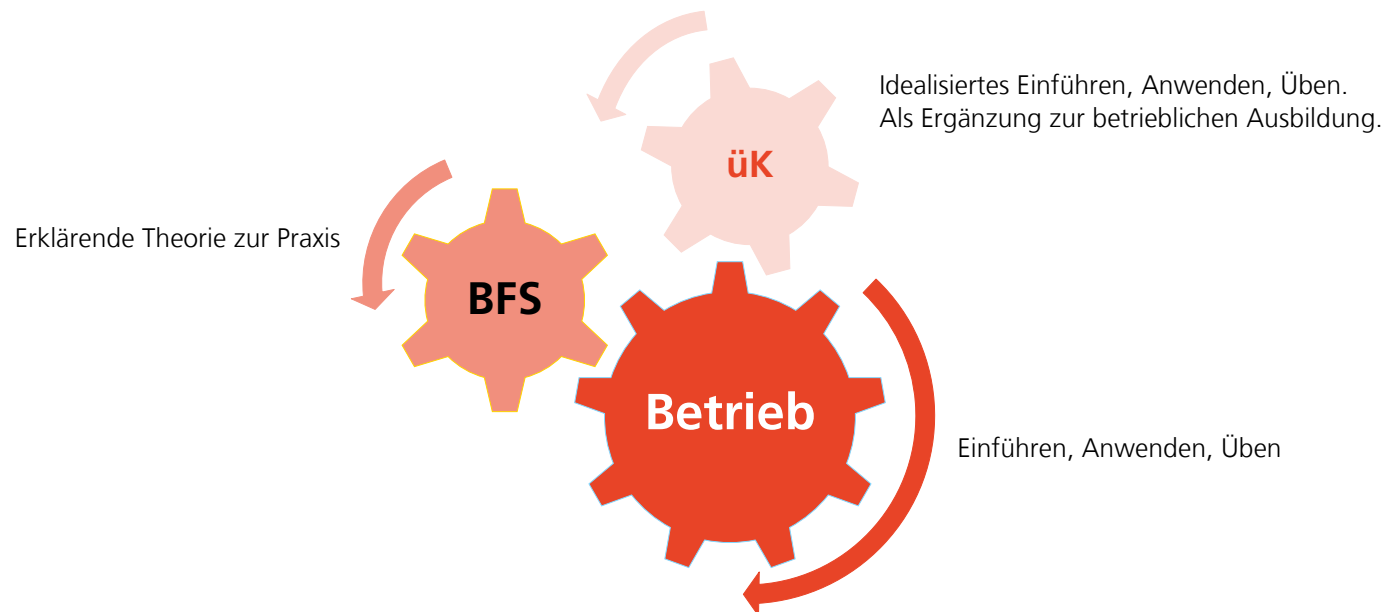 Idealisiertes Einführen, Anwenden, Üben.
Als Ergänzung zur betrieblichen Ausbildung.
üK
Erklärende Theorie zur Praxis
BFS
Betrieb
Einführen, Anwenden, Üben